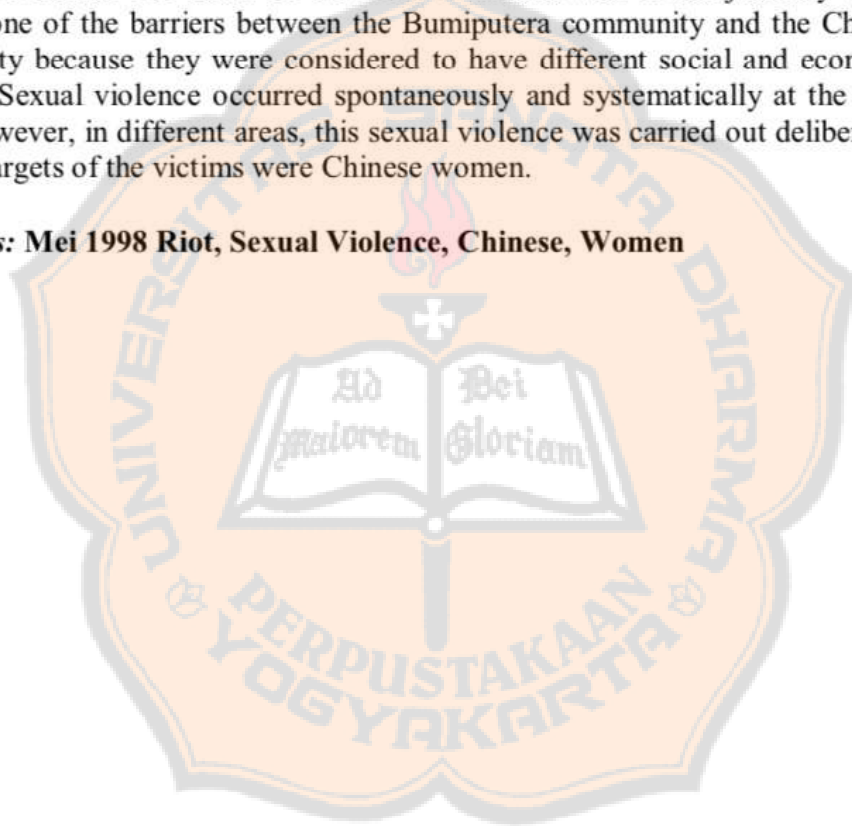 one of the barriers between the Bumiputera community and the Ch
ty because they were considered to have different social and econ
Sexual violence occurred spontaneously and systematically at the
wever, in different areas, this sexual violence was carried out deliber
argets of the victims were Chinese women.
s: Mei 1998 Riot, Sexual Violence, Chinese, Women
UNIVERSITAS SANATA DHARMA
Ad Dei
Maiorem Gloriam
PERPUSTAKAAN
YOGYAKARTA